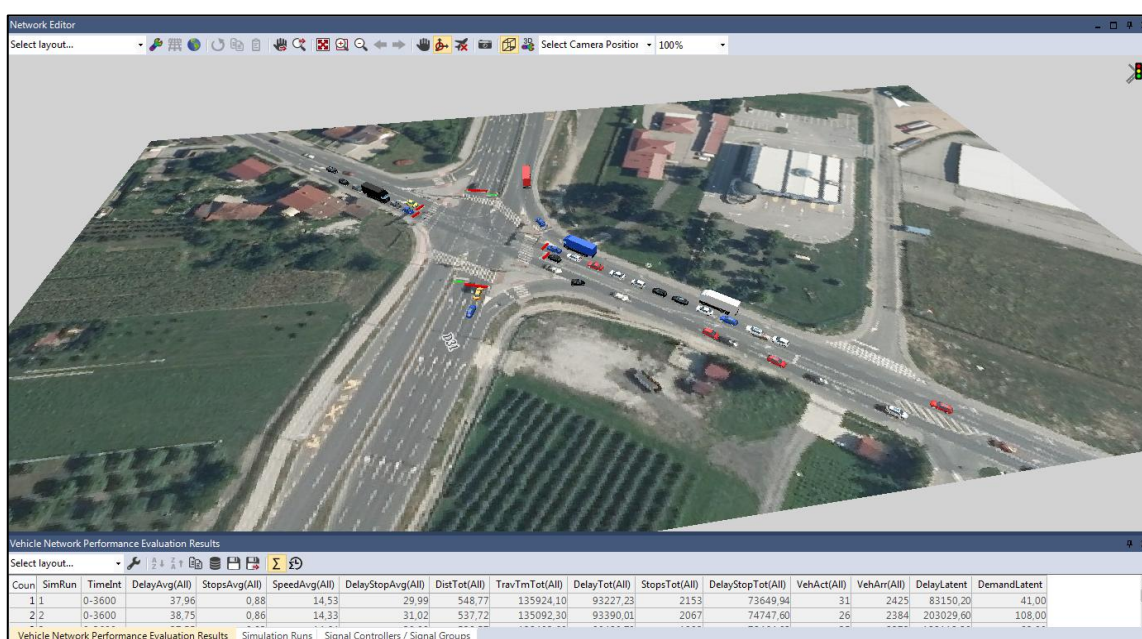 Network Editor
Select layout... 3D Select Camera Position 100%
Vehicle Network Performance Evaluation Results
Select layout...
Coun SimRun TimeInt DelayAvg(All) StopsAvg(All) SpeedAvg(All) DelayStopAvg(All) DistTot(All) TravTmTot(All) DelayTot(All) StopsTot(All) DelayStopTot(All) VehAct(All) VehArr(All) DelayLatent DemandLatent
1 1 0-3600 37,96 0,88 14,53 29,99 548,77 135924,10 93227,23 2153 73649,94 31 2425 83150,20 41,00
2 2 0-3600 38,75 0,86 14,33 31,02 537,72 135092,30 93390,01 2067 74747,60 26 2384 203029,60 108,00
Vehicle Network Performance Evaluation Results Simulation Runs Signal Controllers / Signal Groups